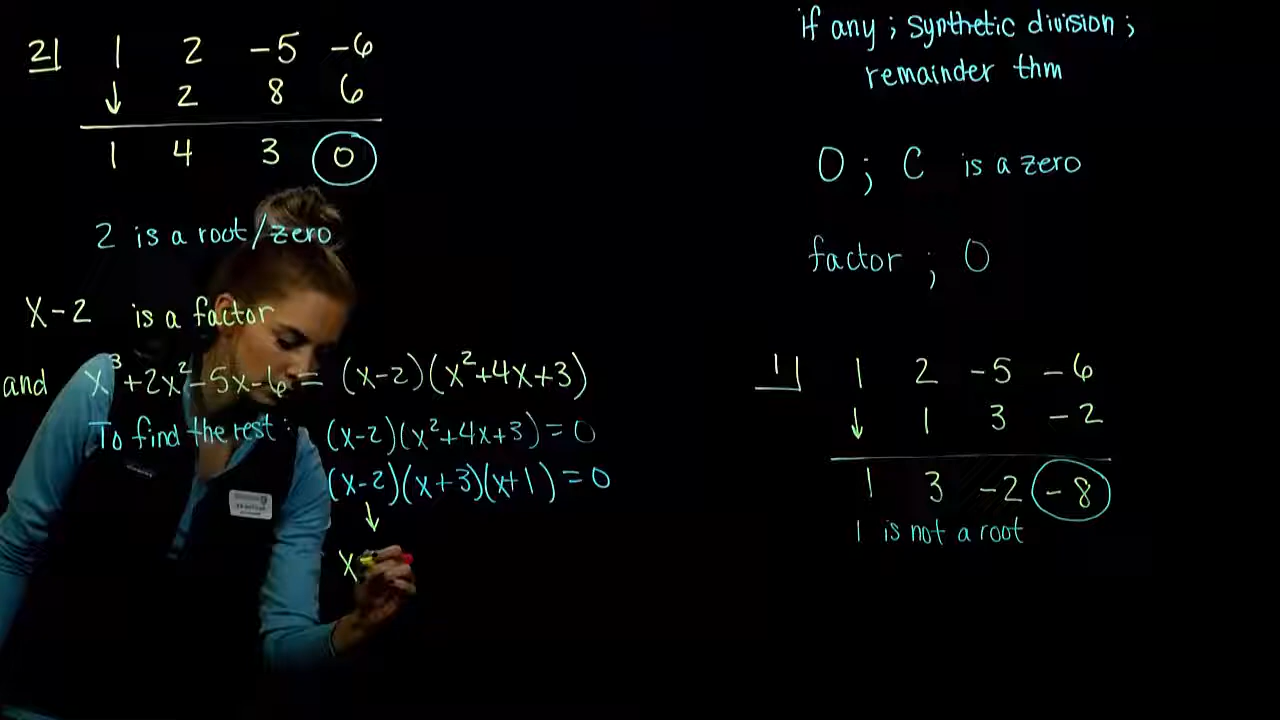 2| 1 2 -5 -6
↓ 2 8 6
1 4 3 0
2 is a root/zero
x-2 is a factor
and x³+2x²-5x-6 = (x-2)(x²+4x+3)
To find the rest: (x-2)(x²+4x+3)=0
(x-2)(x+3)(x+1)=0
↓
x
if any ; synthetic division ;
remainder thm
0 ; C is a zero
factor ; 0
1| 1 2 -5 -6
↓ 1 3 -2
1 3 -2 -8
1 is not a root